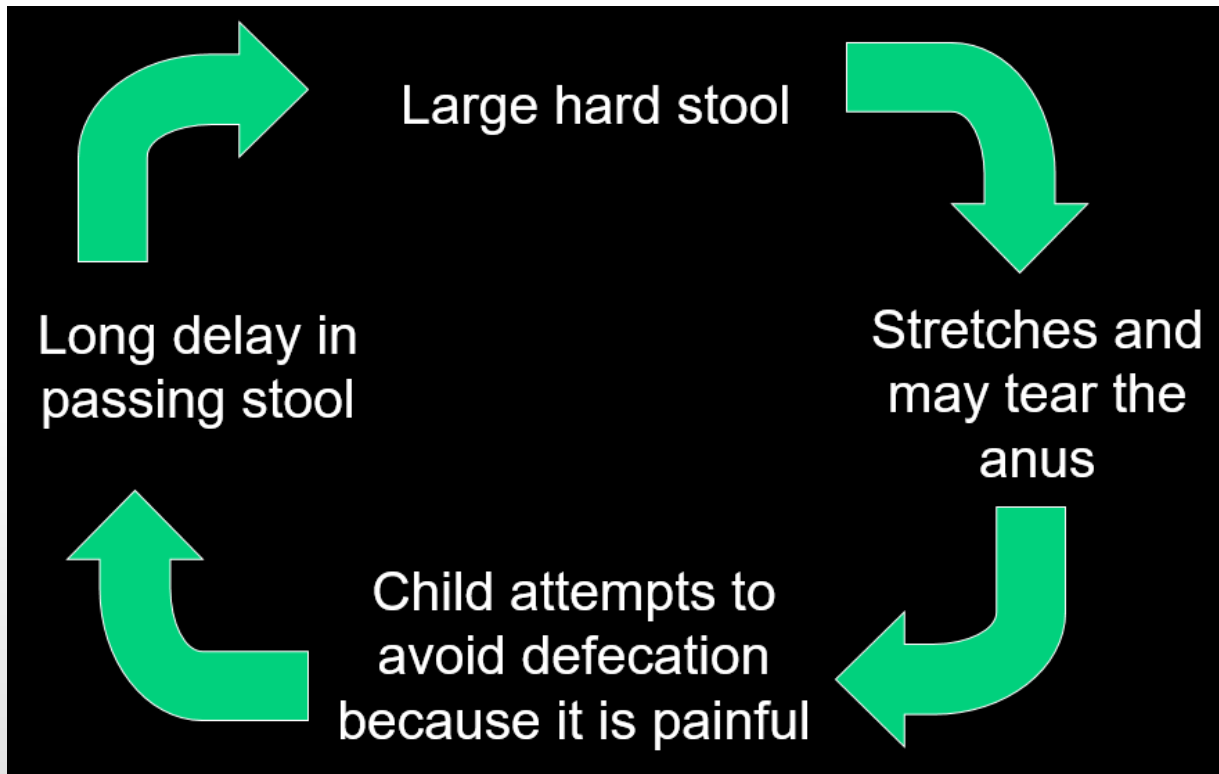 Large hard stool
Stretches and
may tear the
anus
Child attempts to
avoid defecation
because it is painful
Long delay in
passing stool